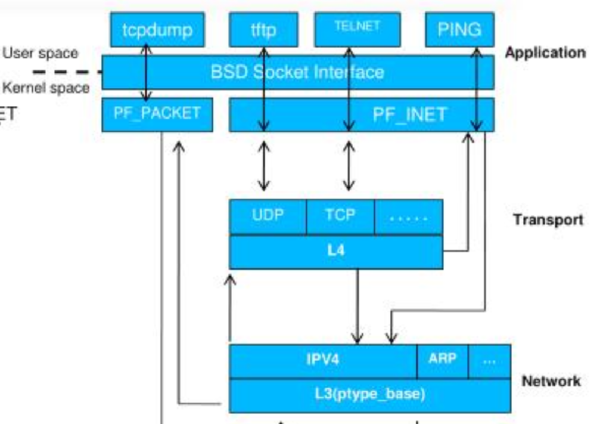 tcpdump
tftp
TELNET
PING
User space
Application
BSD Socket Interface
Kernel space
ET
PF_PACKET
PF_INET
UDP
TCP
.....
Transport
L4
IPV4
ARP
...
Network
L3(ptype_base)